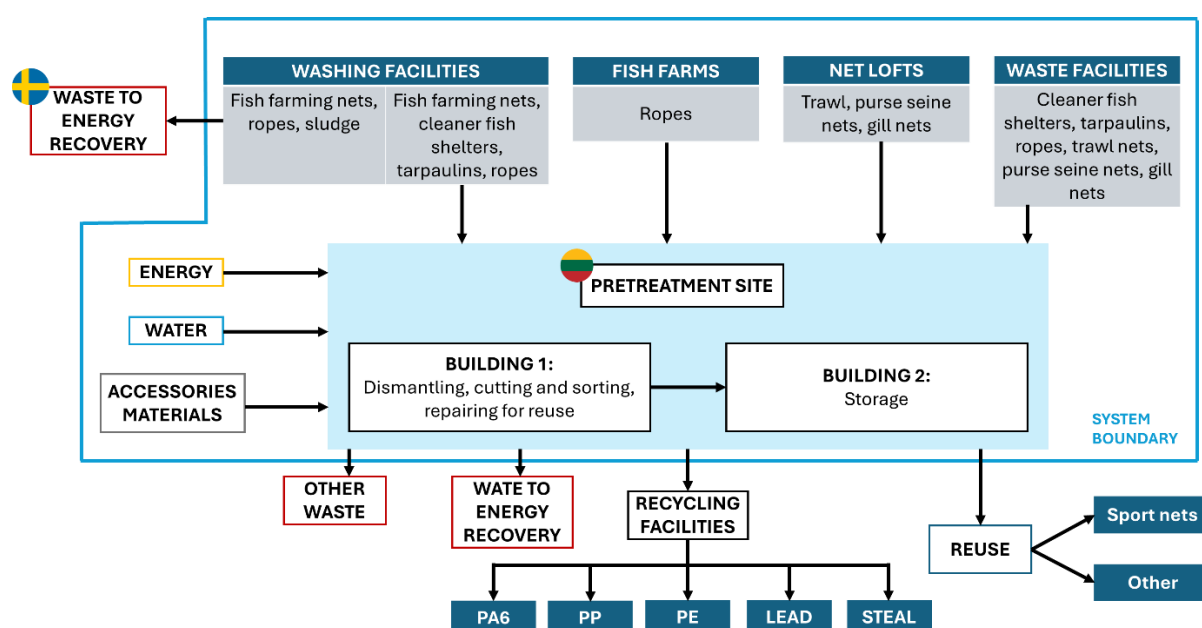 WASHING FACILITIES
FISH FARMS
NET LOFTS
WASTE FACILITIES
WASTE TO
ENERGY
RECOVERY
Fish farming nets,
ropes, sludge
Fish farming nets,
cleaner fish
shelters,
tarpaulins, ropes
Ropes
Trawl, purse seine
nets, gill nets
Cleaner fish
shelters, tarpaulins,
ropes, trawl nets,
purse seine nets, gill
nets
ENERGY
WATER
ACCESSORIES
MATERIALS
PRETREATMENT SITE
BUILDING 1:
Dismantling, cutting and sorting,
repairing for reuse
BUILDING 2:
Storage
SYSTEM
BOUNDARY
OTHER
WASTE
WATE TO
ENERGY
RECOVERY
RECYCLING
FACILITIES
REUSE
Sport nets
Other
PA6
PP
PE
LEAD
STEAL